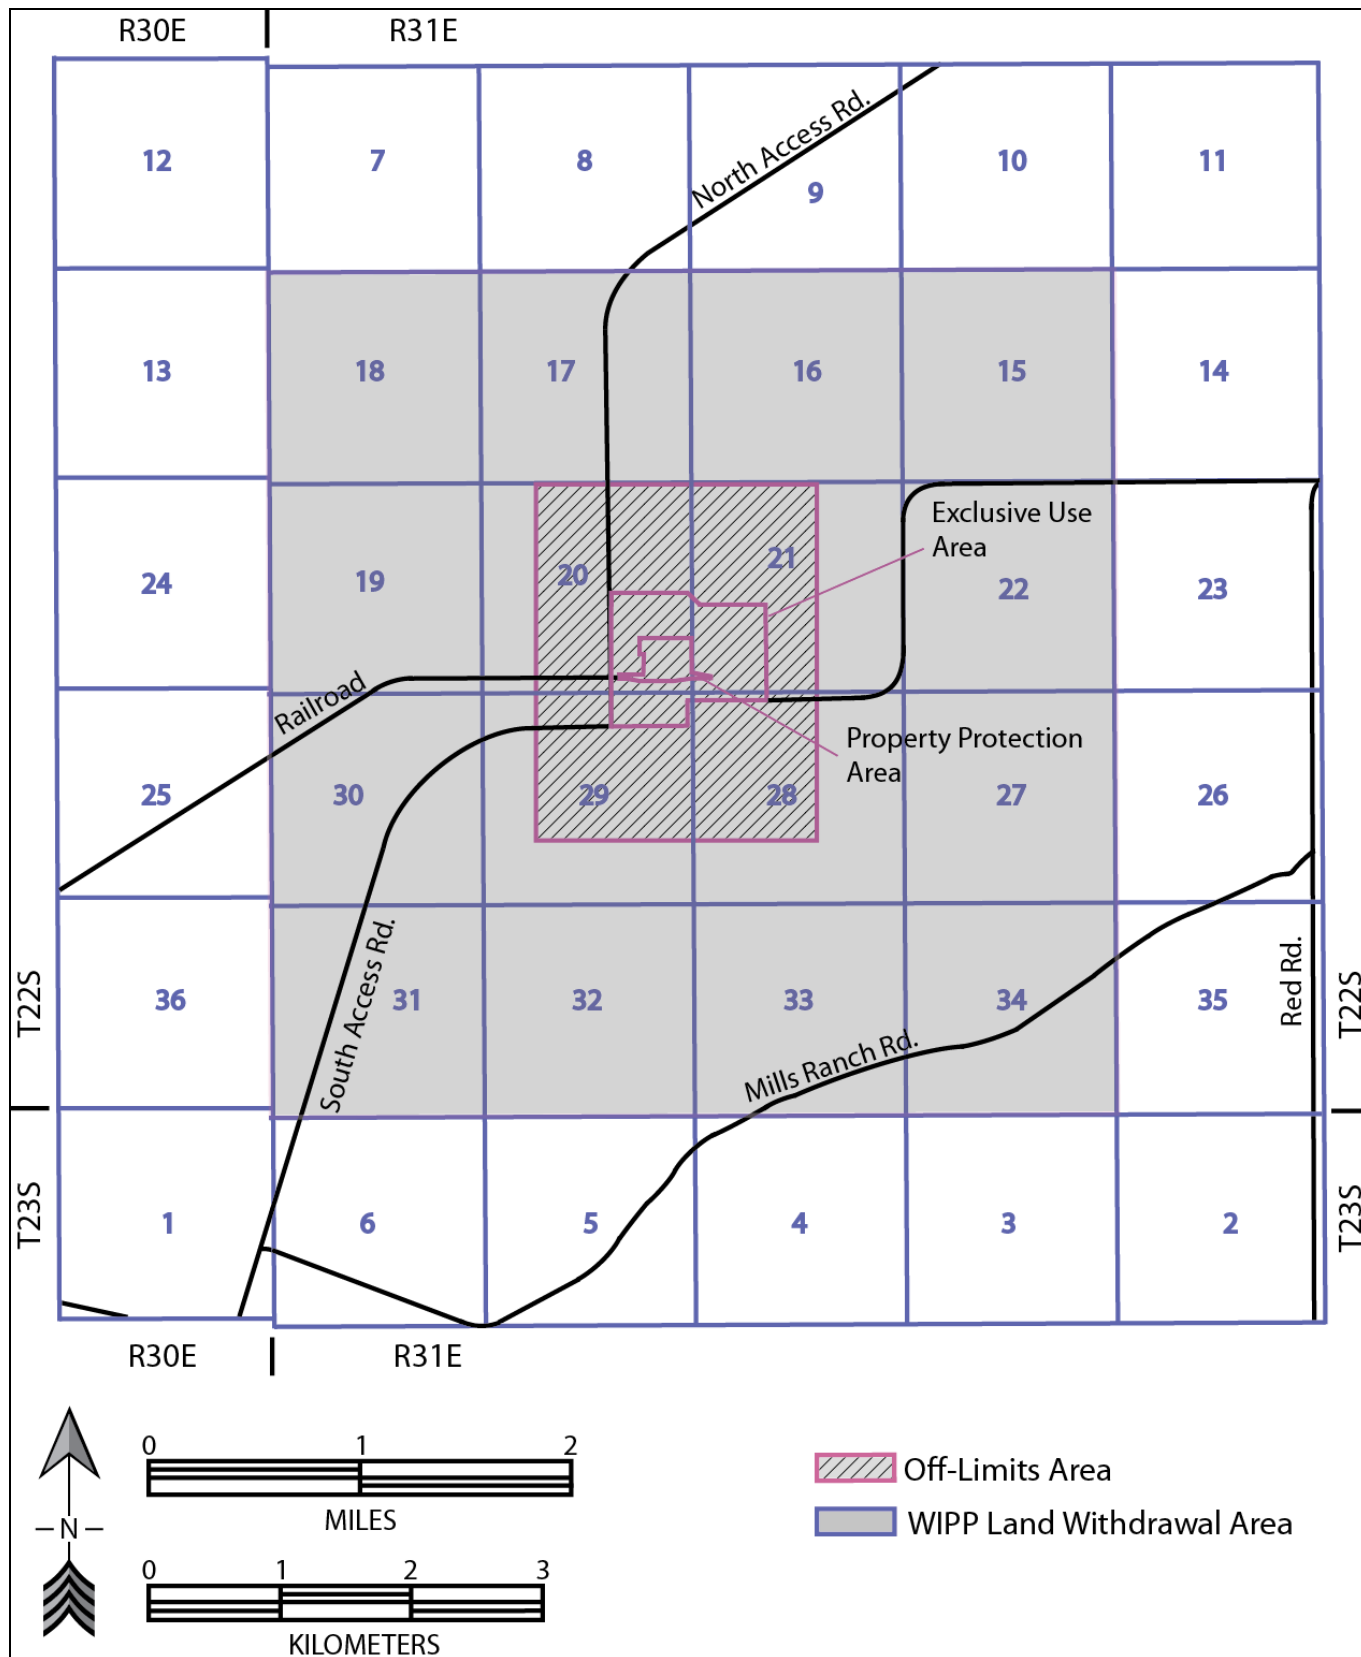 R30E
R31E
12
7
8
North Access Rd.
9
10
11
13
18
17
16
15
14
24
19
20
21
Exclusive Use
Area
22
23
Railroad
25
30
29
28
Property Protection
Area
27
26
T22S
36
South Access Rd.
31
32
33
Mills Ranch Rd.
34
35
Red Rd.
T22S
T23S
1
6
5
4
3
2
T23S
R30E
R31E
0 1 2
MILES
N
0 1 2 3
KILOMETERS
Off-Limits Area
WIPP Land Withdrawal Area